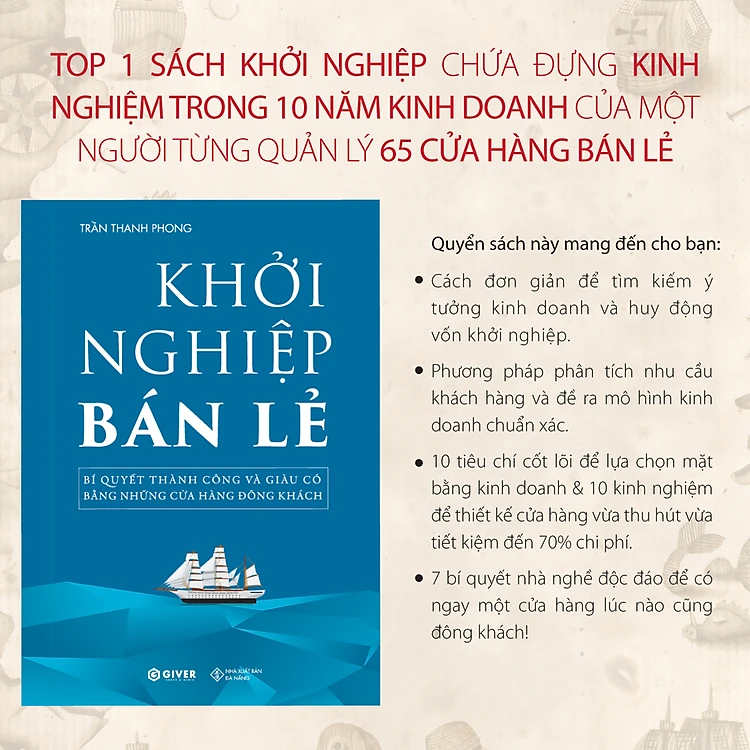 TOP 1 SÁCH KHỞI NGHIỆP CHỨA ĐỰNG KINH
NGHIỆM TRONG 10 NĂM KINH DOANH CỦA MỘT
NGƯỜI TỪNG QUẢN LÝ 65 CỬA HÀNG BÁN LẺ
TRẦN THANH PHONG
KHỞI
NGHIỆP
BÁN LẺ
BÍ QUYẾT THÀNH CÔNG VÀ GIÀU CÓ
BẰNG NHỮNG CỬA HÀNG ĐÔNG KHÁCH
GIVER
NHÀ XUẤT BẢN
ĐÀ NẴNG
Quyển sách này mang đến cho bạn:
• Cách đơn giản để tìm kiếm ý
tưởng kinh doanh và huy động
vốn khởi nghiệp.
• Phương pháp phân tích nhu cầu
khách hàng và đề ra mô hình kinh
doanh chuẩn xác.
• 10 tiêu chí cốt lõi để lựa chọn mặt
bằng kinh doanh & 10 kinh nghiệm
để thiết kế cửa hàng vừa thu hút vừa
tiết kiệm đến 70% chi phí.
• 7 bí quyết nhà nghề độc đáo để có
ngay một cửa hàng lúc nào cũng
đông khách!